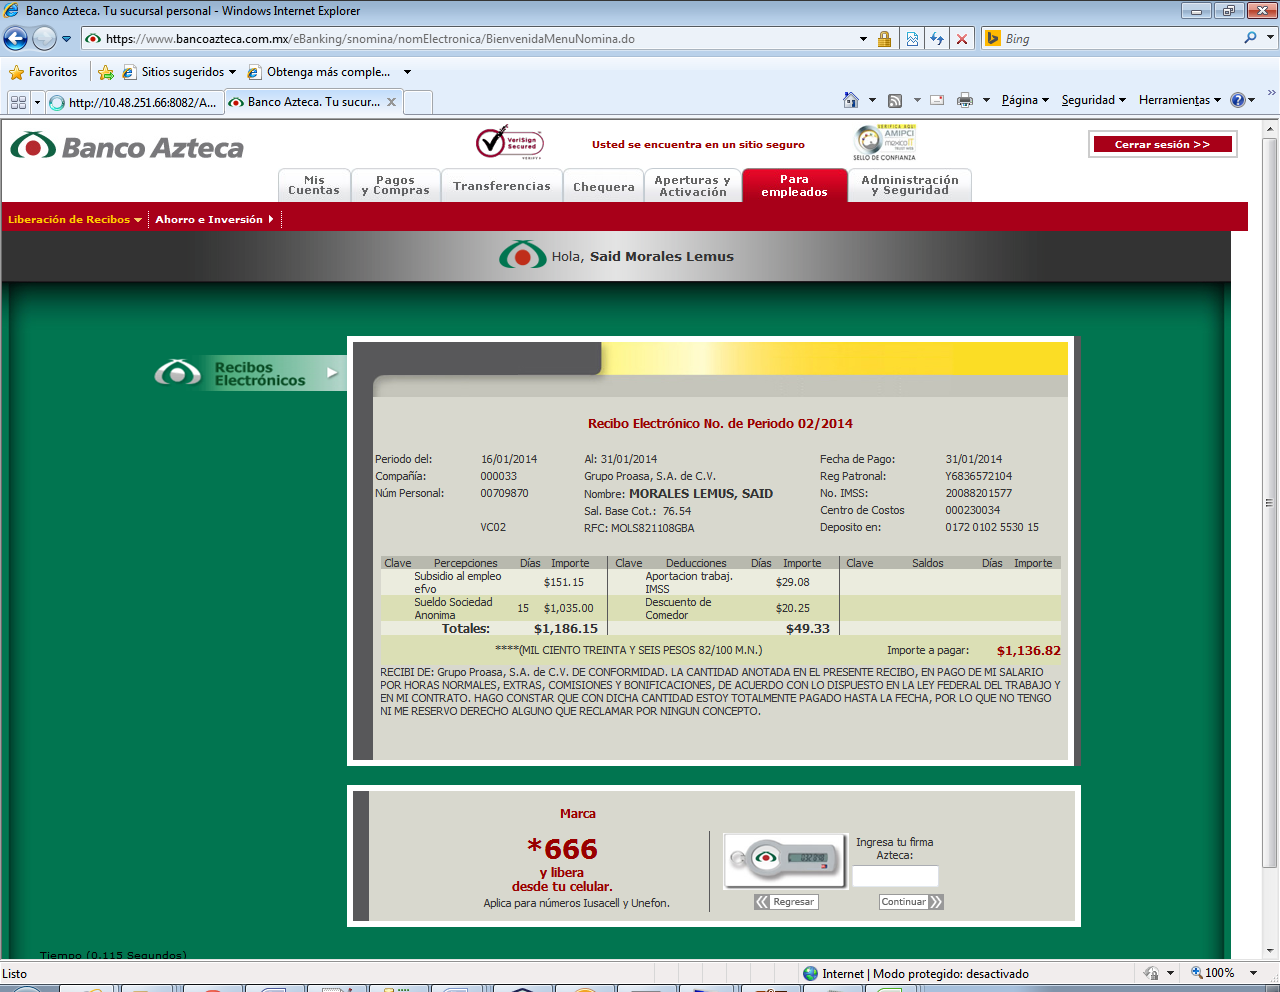 Banco Azteca. Tu sucursal personal - Windows Internet Explorer
https://www.bancoazteca.com.mx/eBanking/snomina/nomElectronica/BienvenidaMenuNomina.do
Bing
Favoritos
Sitios sugeridos
Obtenga más comple...
http://10.48.251.66:8082/A...
Banco Azteca. Tu sucur...
Página
Seguridad
Herramientas
Banco Azteca
VeriSign Secured
VERIFY
Usted se encuentra en un sitio seguro
VERIFICA AQUI
AMIPCI
SELLO DE CONFIANZA
Cerrar sesión >>
Mis Cuentas
Pagos y Compras
Transferencias
Chequera
Aperturas y Activación
Para empleados
Administración y Seguridad
Liberación de Recibos
Ahorro e Inversión
Hola, Said Morales Lemus
Recibos
Electrónicos
Recibo Electrónico No. de Periodo 02/2014
Periodo del: 16/01/2014 Al: 31/01/2014 Fecha de Pago: 31/01/2014
Compañía: 000033 Grupo Proasa, S.A. de C.V. Reg Patronal: Y6836572104
Núm Personal: 00709870 Nombre: MORALES LEMUS, SAID No. IMSS: 20088201577
Sal. Base Cot.: 76.54 Centro de Costos 000230034
VC02 RFC: MOLS821108GBA Deposito en: 0172 0102 5530 15
Clave Percepciones Días Importe Clave Deducciones Días Importe Clave Saldos Días Importe
Subsidio al empleo efvo $151.15 Aportacion trabaj. IMSS $29.08
Sueldo Sociedad Anonima 15 $1,035.00 Descuento de Comedor $20.25
Totales: $1,186.15 $49.33
****(MIL CIENTO TREINTA Y SEIS PESOS 82/100 M.N.) Importe a pagar: $1,136.82
RECIBI DE: Grupo Proasa, S.A. de C.V. DE CONFORMIDAD. LA CANTIDAD ANOTADA EN EL PRESENTE RECIBO, EN PAGO DE MI SALARIO
POR HORAS NORMALES, EXTRAS, COMISIONES Y BONIFICACIONES, DE ACUERDO CON LO DISPUESTO EN LA LEY FEDERAL DEL TRABAJO Y
EN MI CONTRATO. HAGO CONSTAR QUE CON DICHA CANTIDAD ESTOY TOTALMENTE PAGADO HASTA LA FECHA, POR LO QUE NO TENGO
NI ME RESERVO DERECHO ALGUNO QUE RECLAMAR POR NINGUN CONCEPTO.
Marca
*666
y libera
desde tu celular.
Aplica para números Iusacell y Unefon.
Ingresa tu firma
Azteca:
Regresar
Continuar
Tiempo (0.115 Segundos)
Listo
Internet | Modo protegido: desactivado
100%